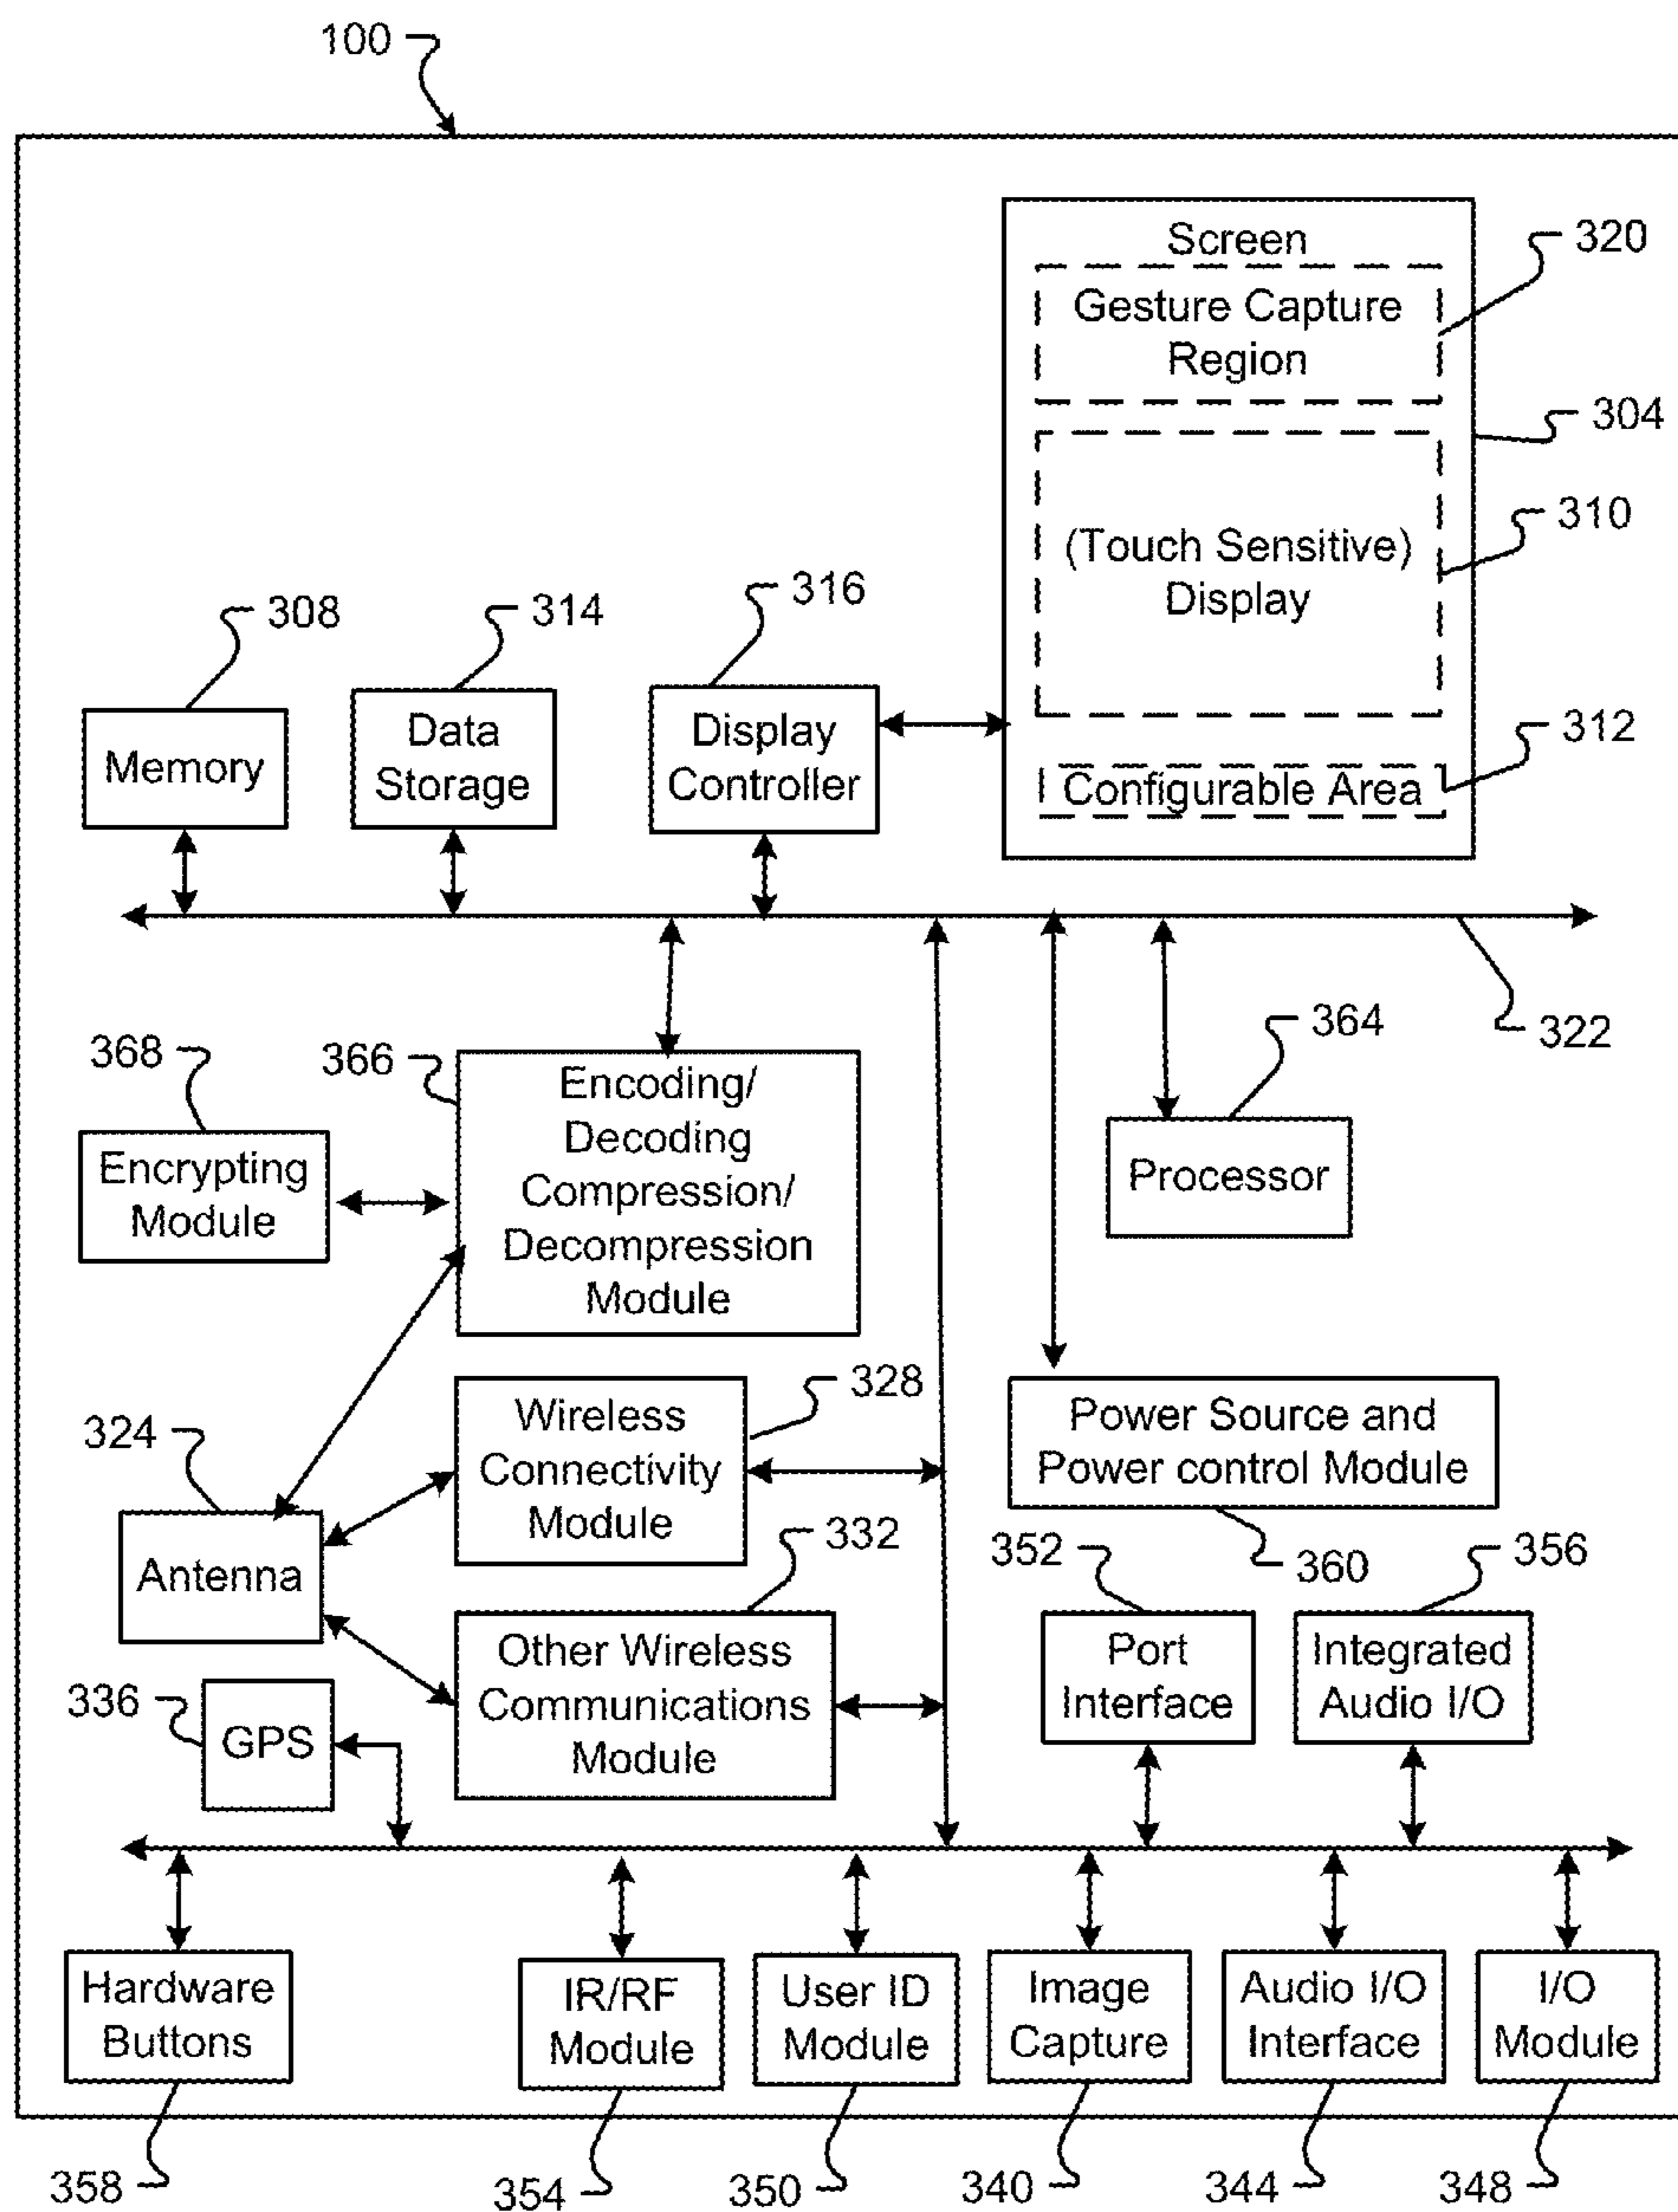 100
Screen
320
Gesture Capture
Region
304
310
(Touch Sensitive)
Display
316
308
314
312
Memory
Data
Storage
Display
Controller
Configurable Area
322
364
368
366
Encoding/
Decoding
Compression/
Decompression
Module
Encrypting
Module
Processor
328
324
Wireless
Connectivity
Module
Power Source and
Power control Module
332
352
360
356
Antenna
336
GPS
Other Wireless
Communications
Module
Port
Interface
Integrated
Audio I/O
Hardware
Buttons
IR/RF
Module
User ID
Module
Image
Capture
Audio I/O
Interface
I/O
Module
358
354
350
340
344
348